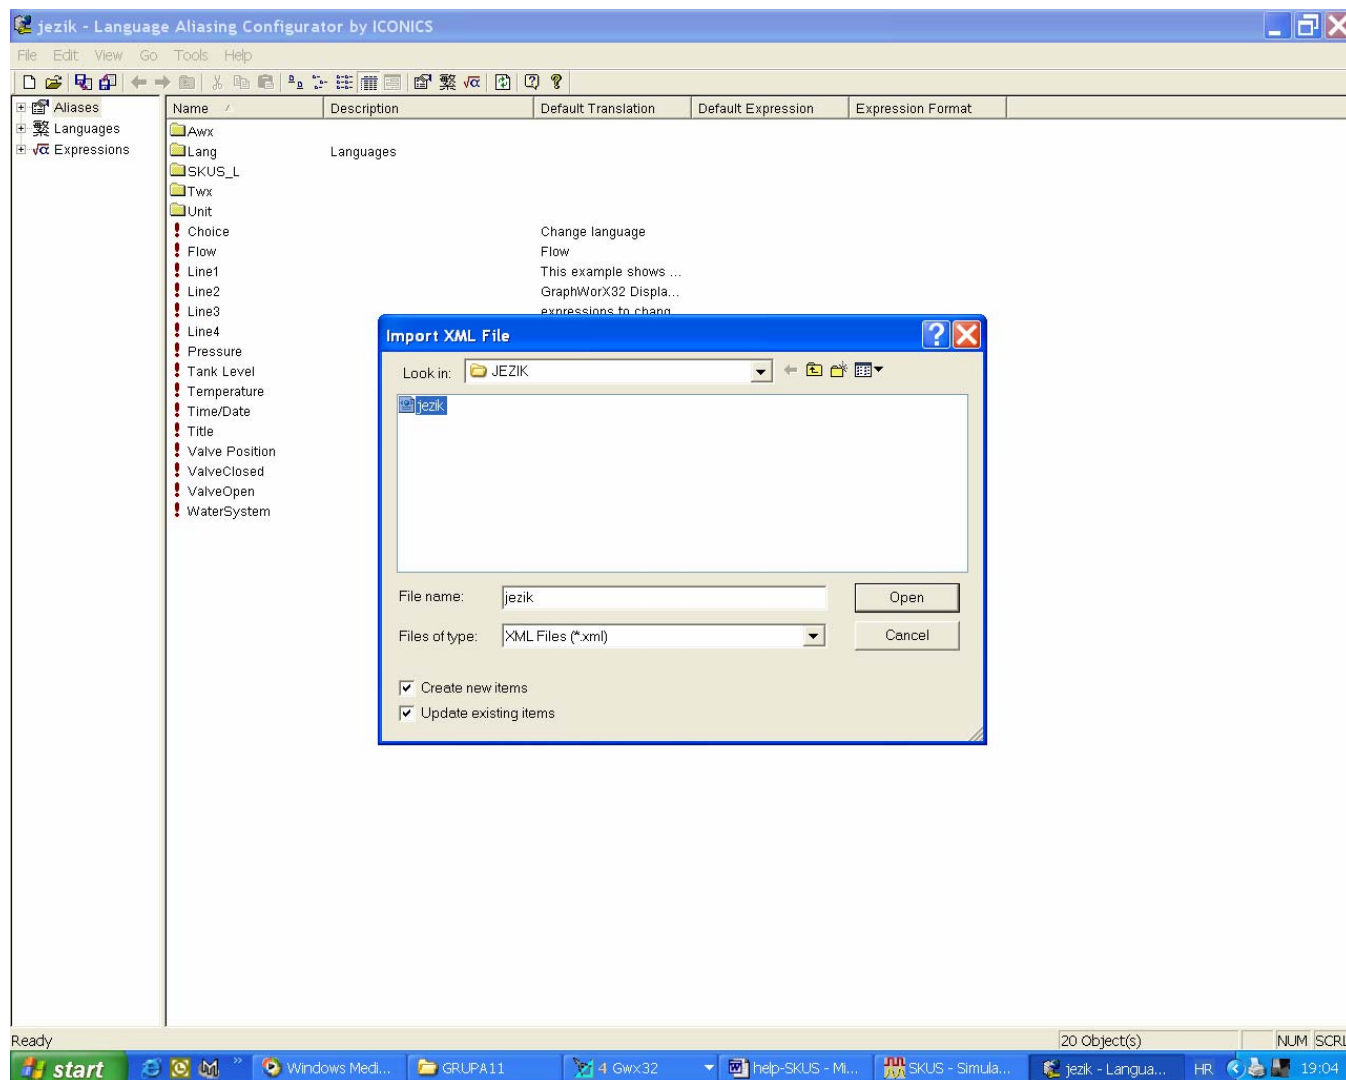 jezik - Language Aliasing Configurator by ICONICS
File Edit View Go Tools Help
Aliases
繁 Languages
√α Expressions
Name Description Default Translation Default Expression Expression Format
Awx
Lang Languages
SKUS_L
Twx
Unit
Choice Change language
Flow Flow
Line1 This example shows ...
Line2 GraphWorX32 Displa...
Line3 expressions to chang
Line4
Pressure
Tank Level
Temperature
Time/Date
Title
Valve Position
ValveClosed
ValveOpen
WaterSystem
Import XML File
Look in: JEZIK
jezik
File name: jezik Open
Files of type: XML Files (*.xml) Cancel
Create new items
Update existing items
Ready 20 Object(s) NUM SCRL
start Windows Medi... GRUPA11 4 Gwx32 help-SKUS - Mi... SKUS - Simula... jezik - Langua... HR 19:04